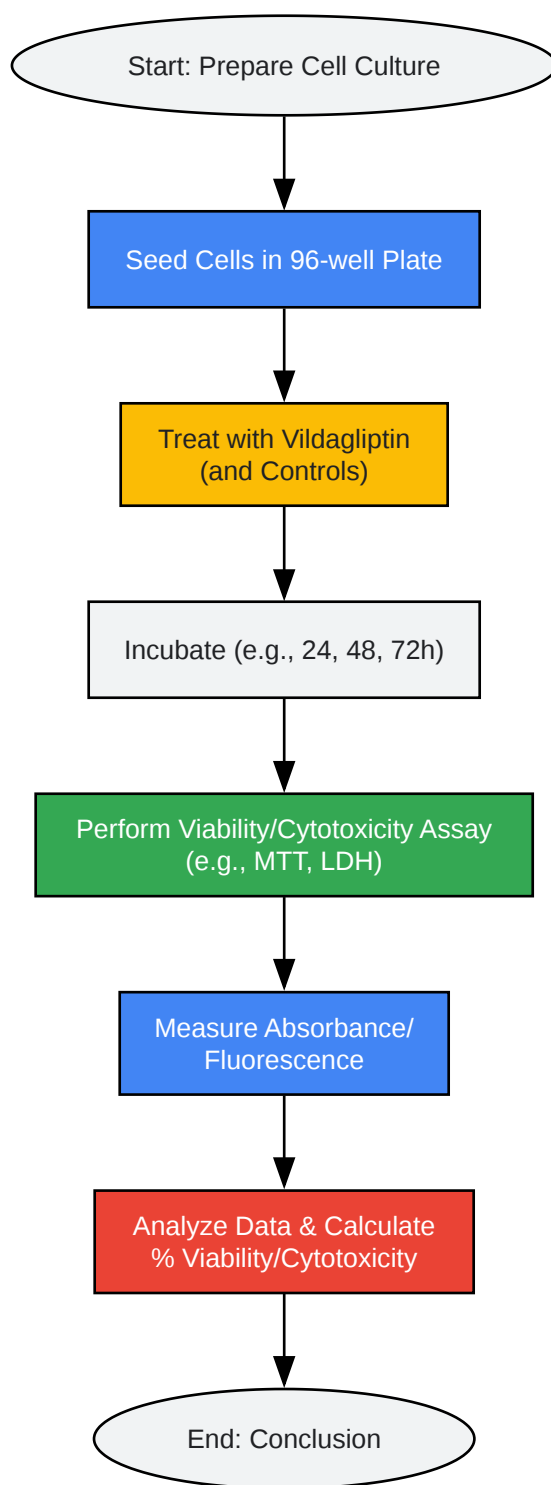 Start: Prepare Cell Culture
Seed Cells in 96-well Plate
Treat with Vildagliptin
(and Controls)
Incubate (e.g., 24, 48, 72h)
Perform Viability/Cytotoxicity Assay
(e.g., MTT, LDH)
Measure Absorbance/
Fluorescence
Analyze Data & Calculate
% Viability/Cytotoxicity
End: Conclusion